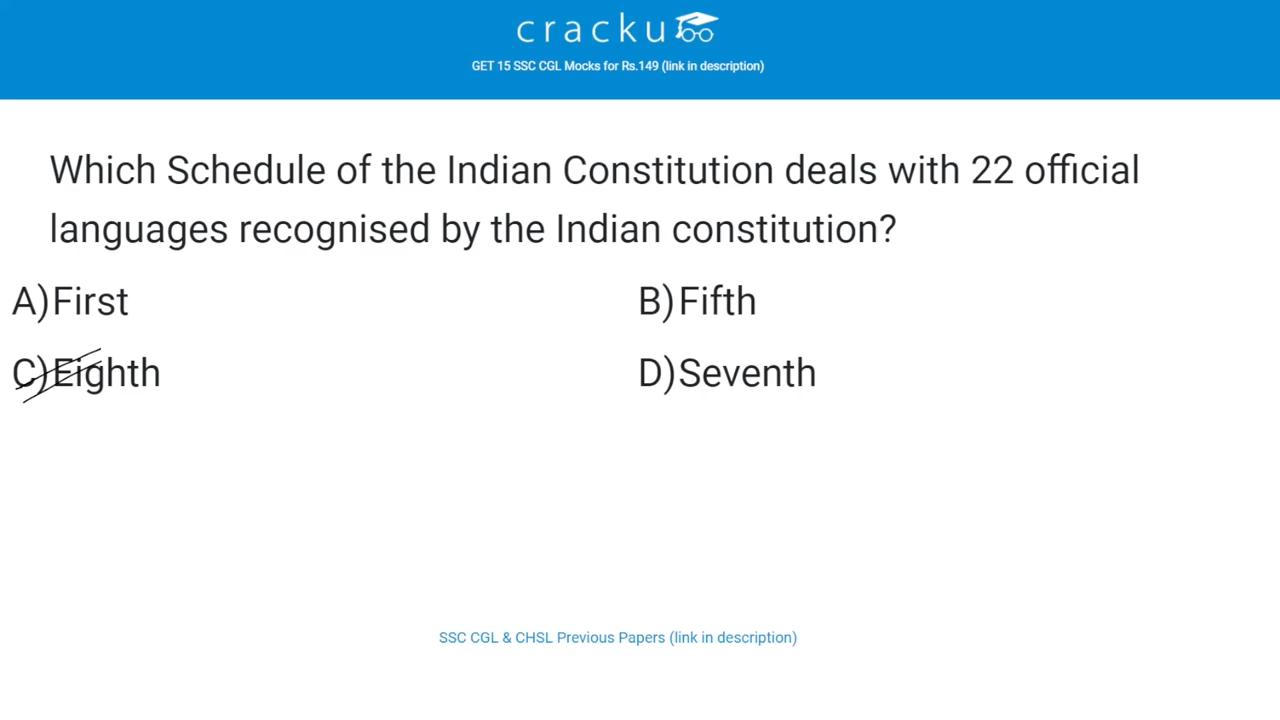 cracku
GET 15 SSC CGL Mocks for Rs.149 (link in description)
Which Schedule of the Indian Constitution deals with 22 official
languages recognised by the Indian constitution?
A)First
B)Fifth
C)Eighth
D)Seventh
SSC CGL & CHSL Previous Papers (link in description)